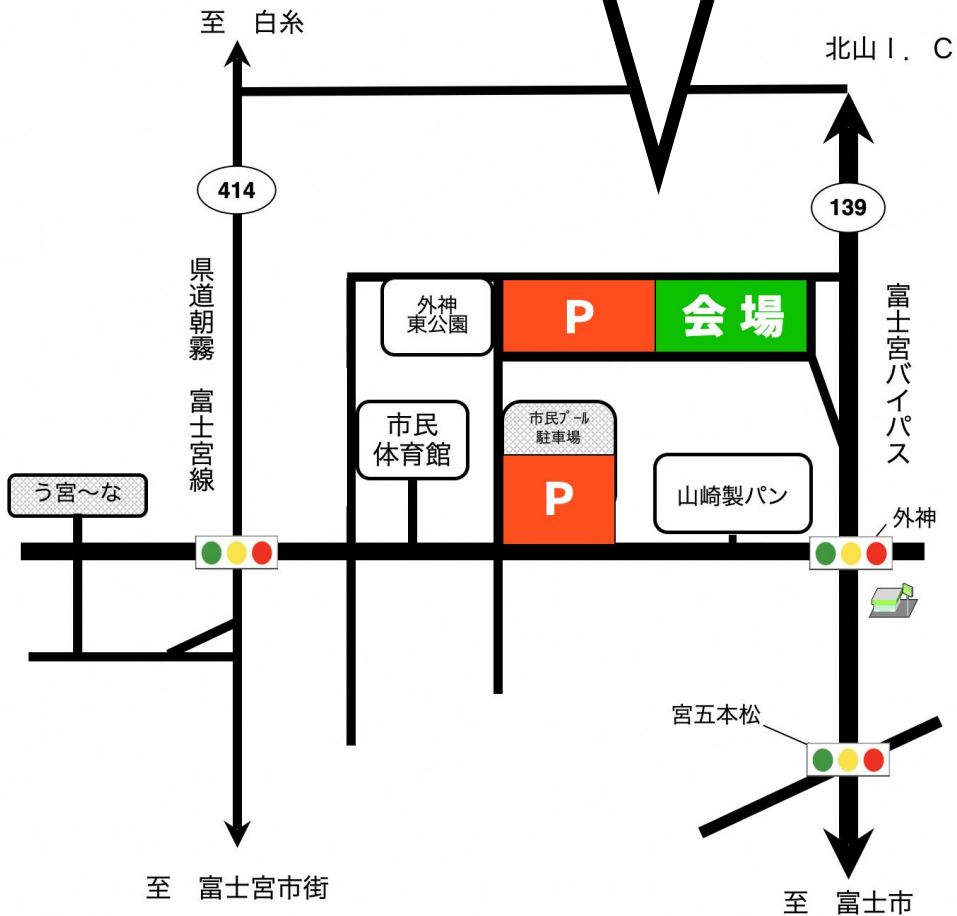 至　白糸
北山Ｉ．Ｃ
414
139
県道朝霧　富士宮線
外神
東公園
P
会場
富士宮バイパス
市民
体育館
市民ﾌﾟｰﾙ
駐車場
P
山崎製パン
う宮～な
外神
宮五本松
至　富士宮市街
至　富士市